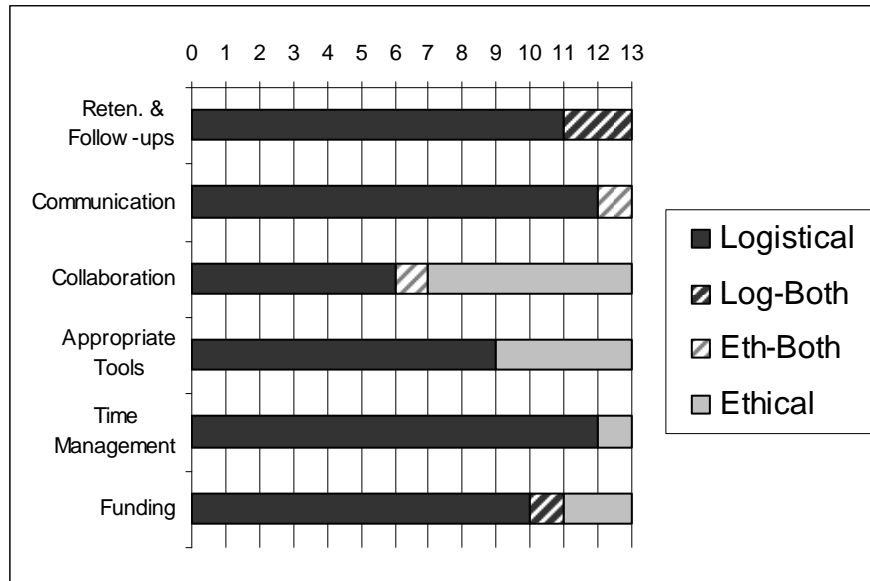 0 1 2 3 4 5 6 7 8 9 10 11 12 13
Reten. &
Follow-ups
Communication
Collaboration
Appropriate
Tools
Time
Management
Funding
Logistical
Log-Both
Eth-Both
Ethical